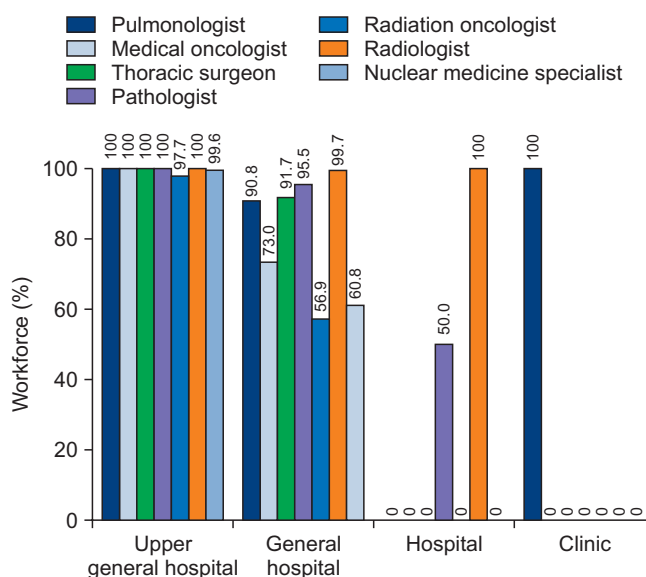 Pulmonologist
Medical oncologist
Thoracic surgeon
Pathologist
Radiation oncologist
Radiologist
Nuclear medicine specialist
Workforce (%)
100
80
60
40
20
0
100
100
100
100
97.7
100
99.6
90.8
73.0
91.7
95.5
56.9
99.7
60.8
0
0
0
50.0
0
100
0
100
0
0
0
0
0
0
Upper
general hospital
General
hospital
Hospital
Clinic